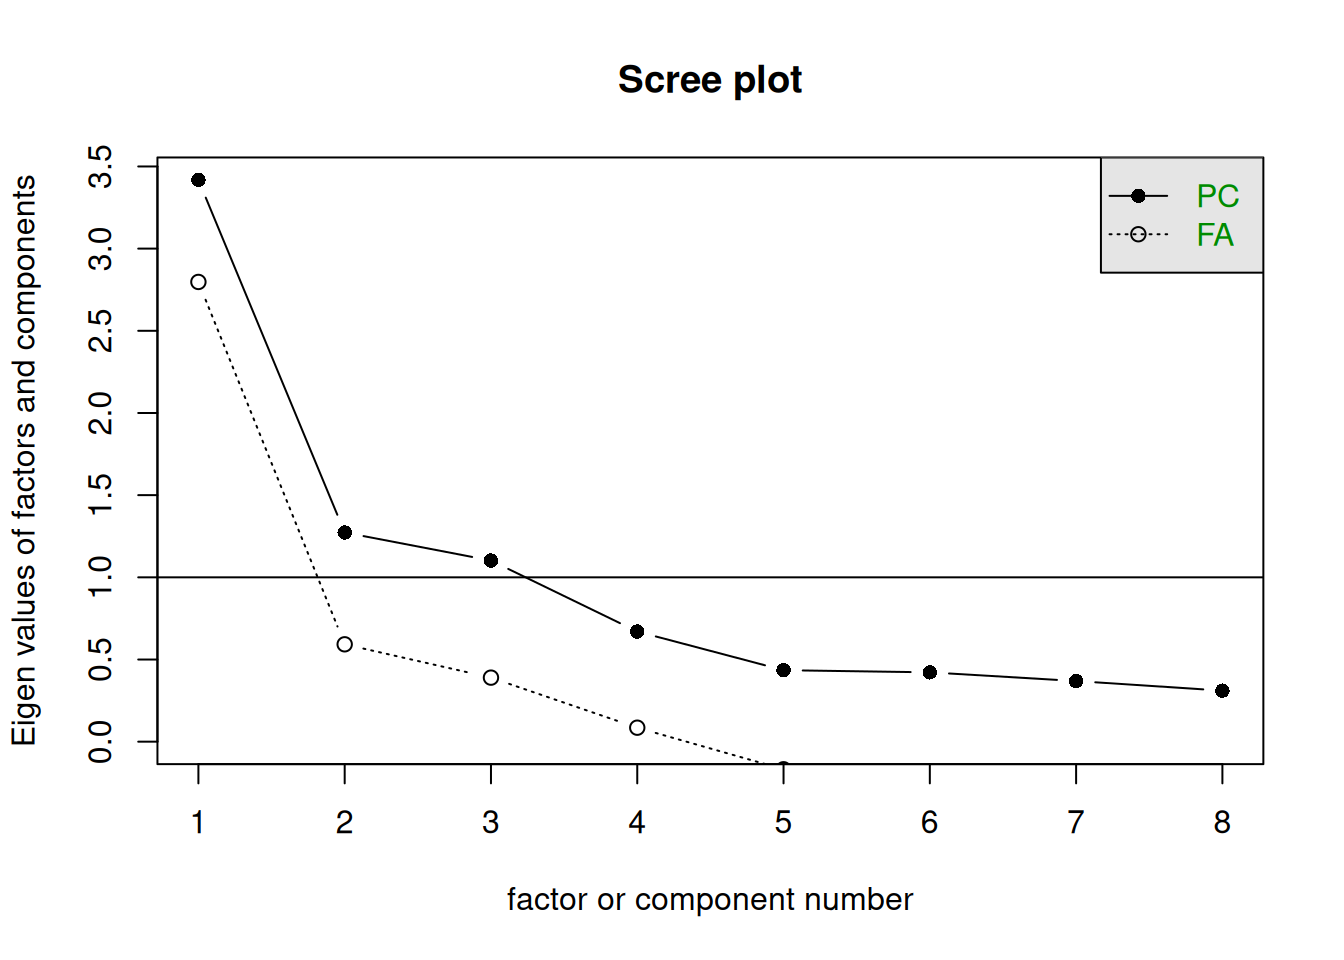 Scree plot
Eigen values of factors and components
3.5
3.0
2.5
2.0
1.5
1.0
0.5
0.0
PC
FA
1 2 3 4 5 6 7 8
factor or component number